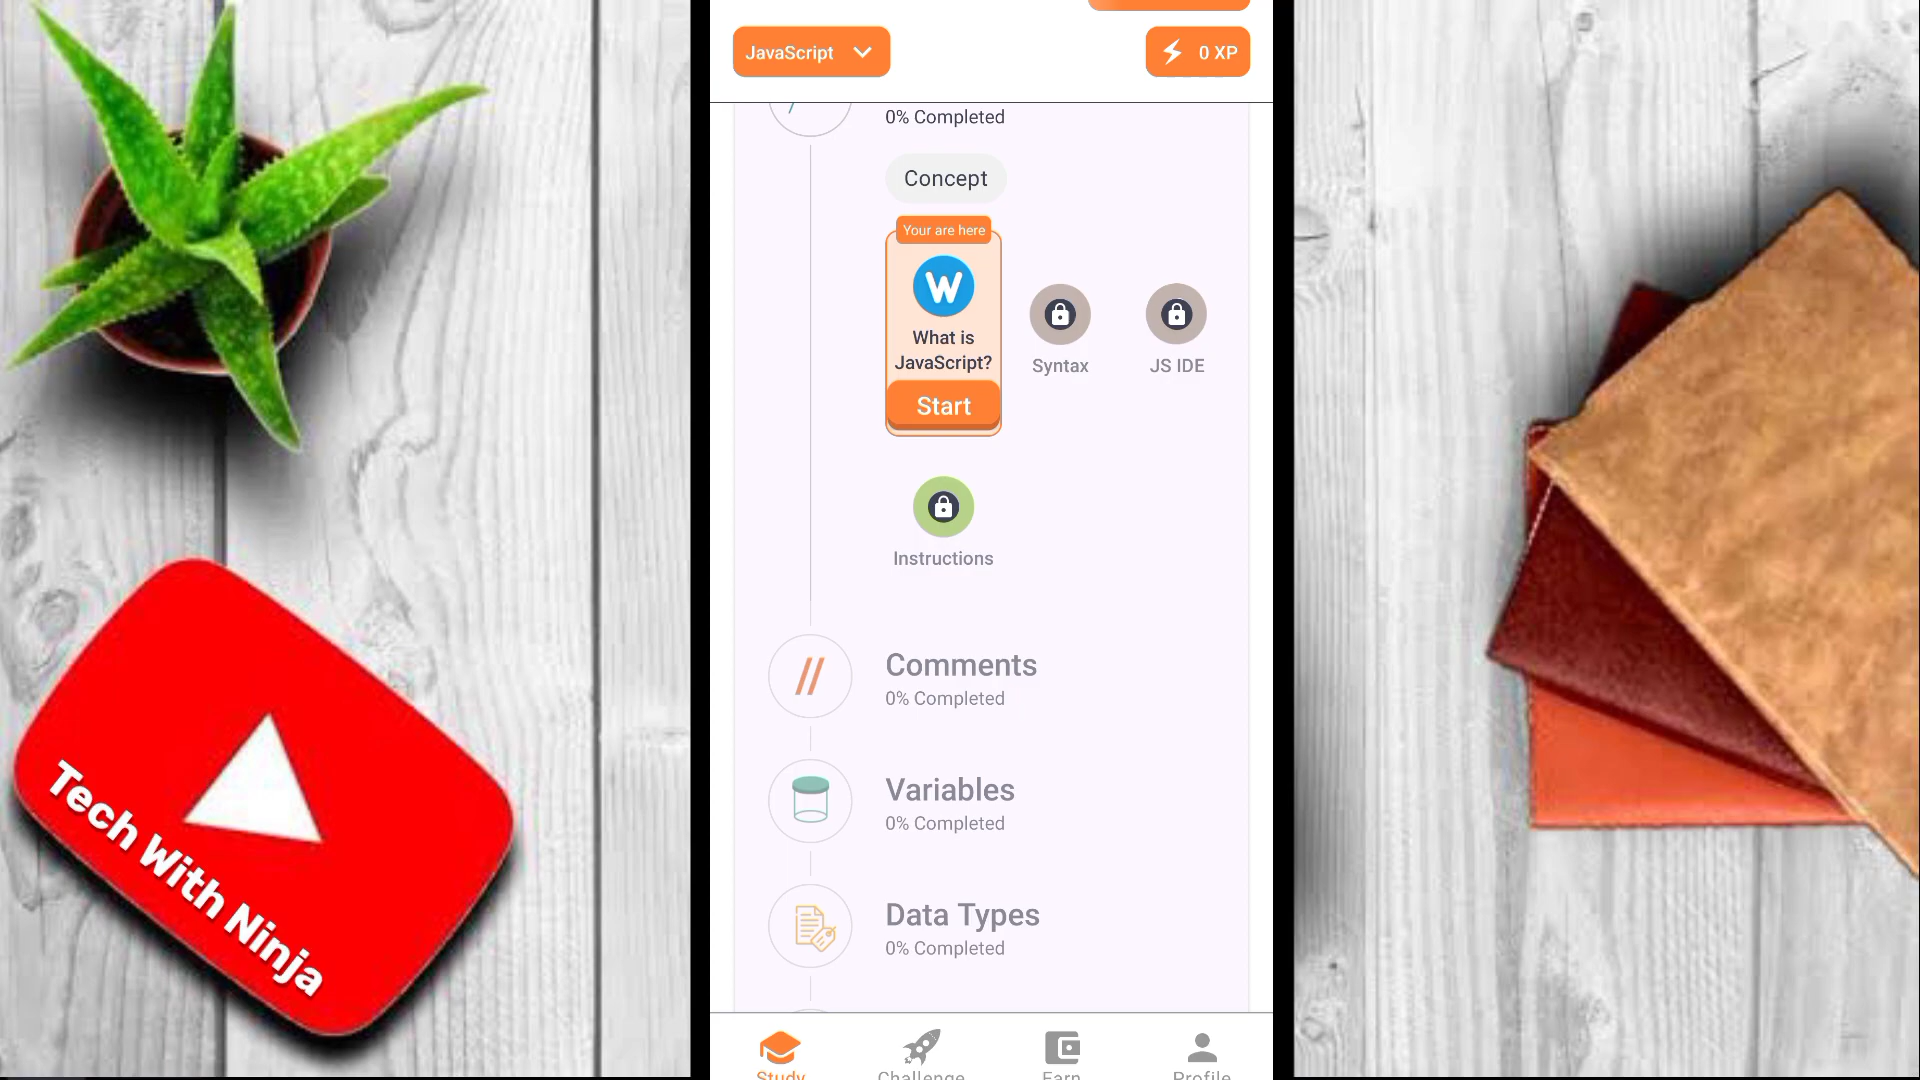 JavaScript
0 XP
0% Completed
Concept
Your are here
W
What is
JavaScript?
Start
Syntax
JS IDE
Instructions
//
Comments
0% Completed
Variables
0% Completed
Data Types
0% Completed
Study
Challenge
Earn
Profile
Tech With Ninja